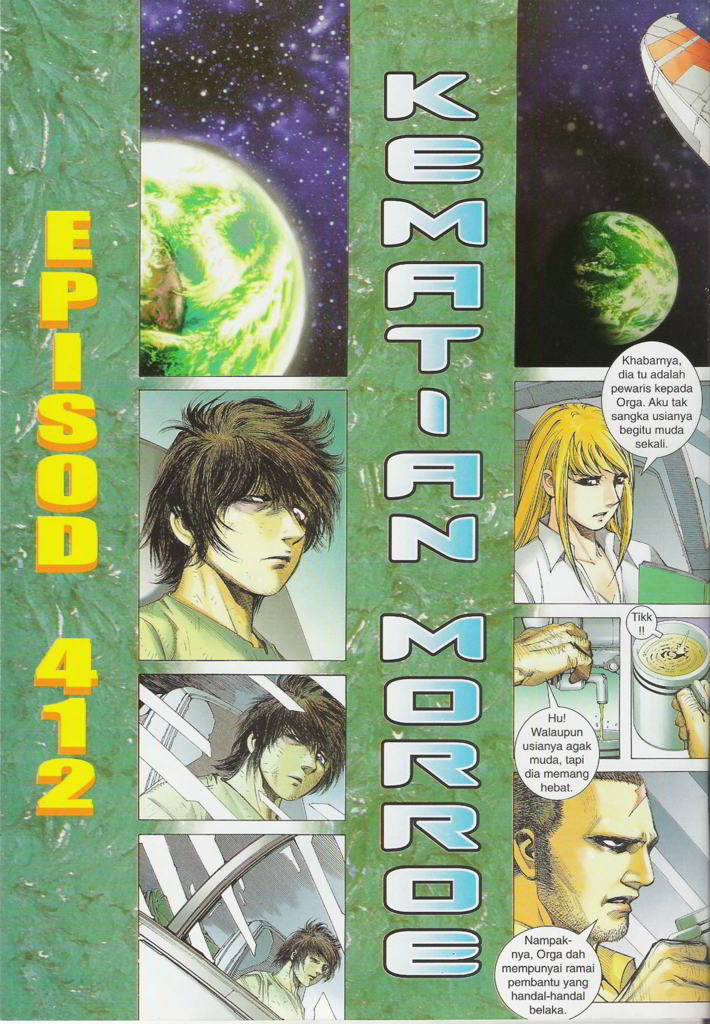 EPISOD 412
KEMATIAN MORROE
Khabarnya,
dia tu adalah
pewaris kepada
Orga. Aku tak
sangka usianya
begitu muda
sekali.
Tikk
!!
Hu!
Walaupun
usianya agak
muda, tapi
dia memang
hebat.
Nampak-
nya, Orga dah
mempunyai ramai
pembantu yang
handal-handal
belaka.